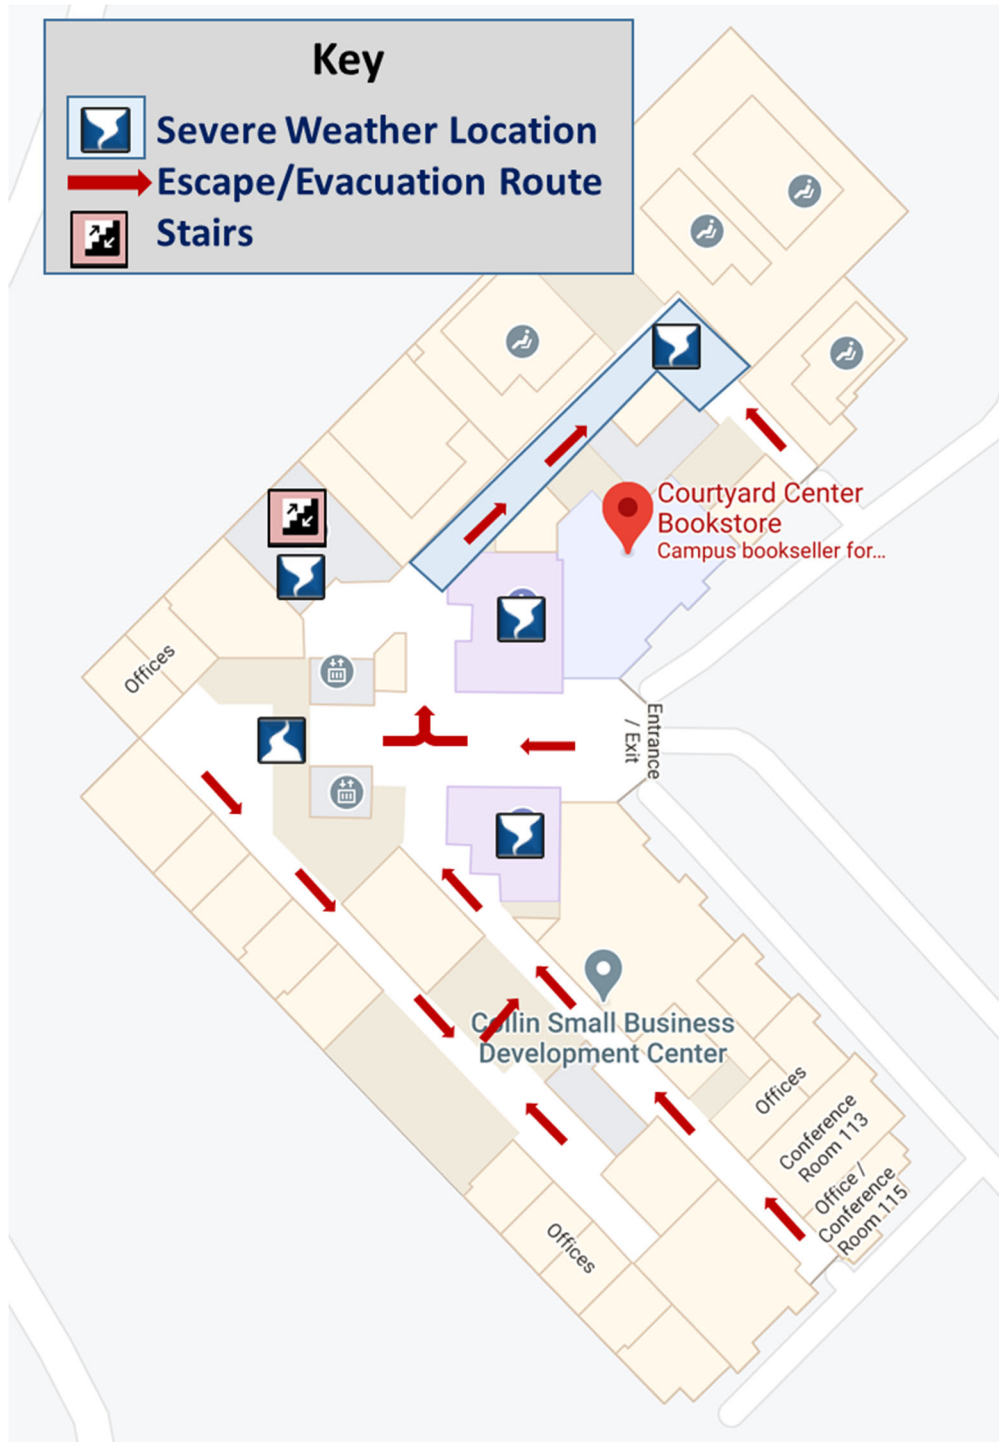 Key
Severe Weather Location
Escape/Evacuation Route
Stairs
Courtyard Center
Bookstore
Campus bookseller for...
Offices
Entrance
/ Exit
Collin Small Business
Development Center
Offices
Conference
Room 113
Office /
Conference
Room 115
Offices